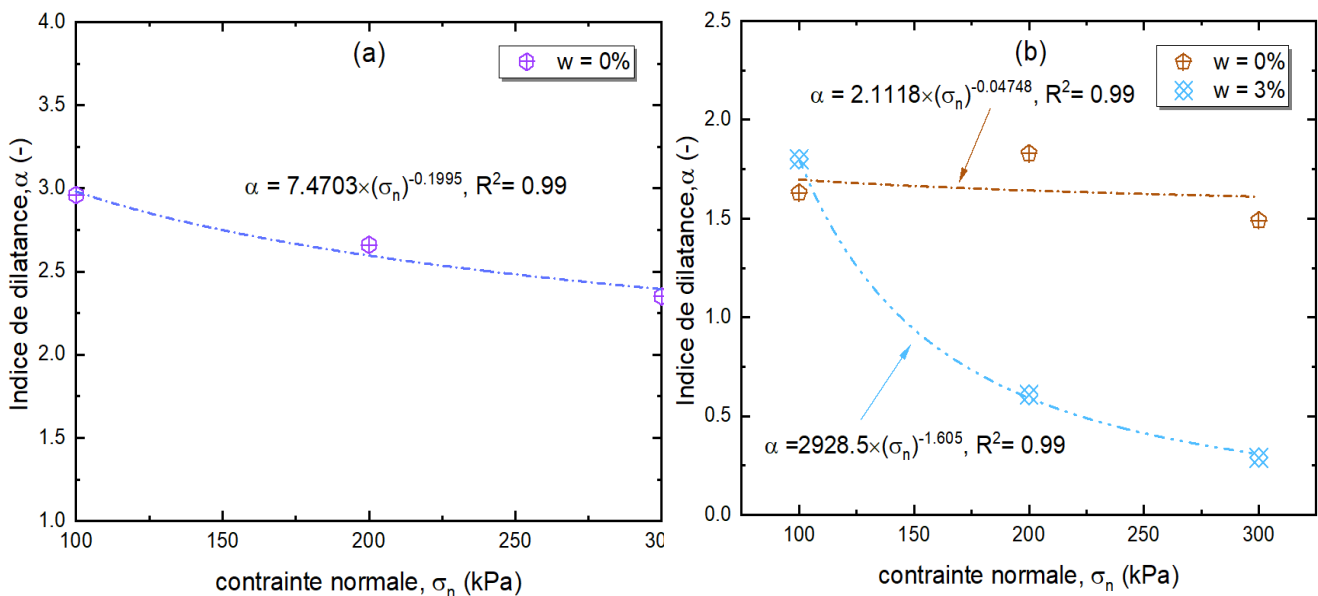 (a)
w = 0%
α = 7.4703×(σn)^-0.1995, R²= 0.99
Indice de dilatance,α (-)
4.0
3.5
3.0
2.5
2.0
1.5
1.0
100 150 200 250 30
contrainte normale, σn (kPa)
(b)
w = 0%
w = 3%
α = 2.1118×(σn)^-0.04748, R²= 0.99
α =2928.5×(σn)^-1.605, R²= 0.99
Indice de dilatance,α (-)
2.5
2.0
1.5
1.0
0.5
0.0
100 150 200 250 300
contrainte normale, σn (kPa)